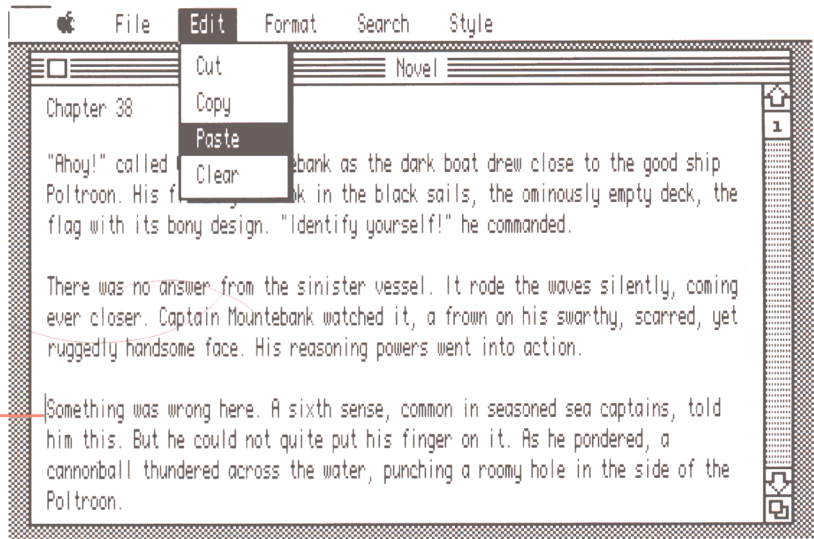 File Edit Format Search Style
Novel
Cut
Copy
Paste
Clear
Chapter 38
1
"Ahoy!" called ebank as the dark boat drew close to the good ship
Poltroon. His f k in the black sails, the ominously empty deck, the
flag with its bony design. "Identify yourself!" he commanded.
There was no answer from the sinister vessel. It rode the waves silently, coming
ever closer. Captain Mountebank watched it, a frown on his swarthy, scarred, yet
ruggedly handsome face. His reasoning powers went into action.
Something was wrong here. A sixth sense, common in seasoned sea captains, told
him this. But he could not quite put his finger on it. As he pondered, a
cannonball thundered across the water, punching a roomy hole in the side of the
Poltroon.